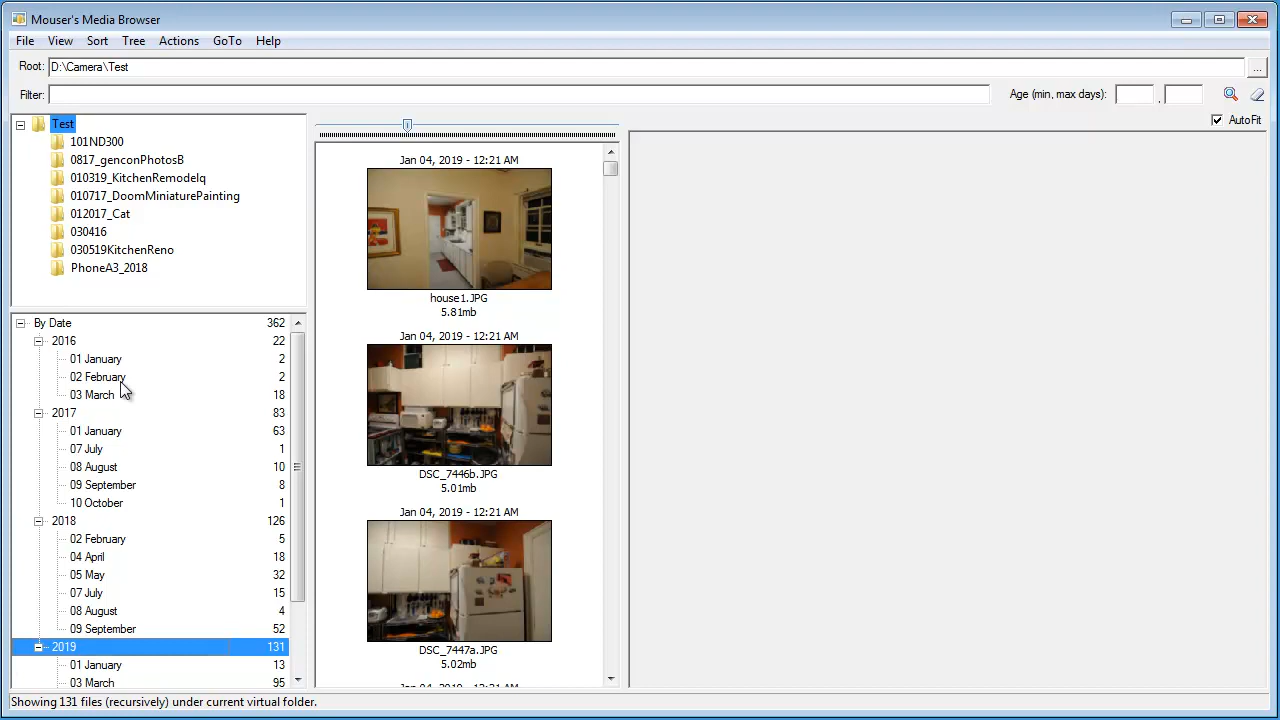 Mouser's Media Browser
File View Sort Tree Actions GoTo Help
Root: D:\Camera\Test ...
Filter: Age (min, max days): ,
AutoFit
Test
101ND300
0817_genconPhotosB
010319_KitchenRemodelq
010717_DoomMiniaturePainting
012017_Cat
030416
030519KitchenReno
PhoneA3_2018
By Date 362
2016 22
01 January 2
02 February 2
03 March 18
2017 83
01 January 63
07 July 1
08 August 10
09 September 8
10 October 1
2018 126
02 February 5
04 April 18
05 May 32
07 July 15
08 August 4
09 September 52
2019 131
01 January 13
03 March 95
Jan 04, 2019 - 12:21 AM
house1.JPG
5.81mb
Jan 04, 2019 - 12:21 AM
DSC_7446b.JPG
5.01mb
Jan 04, 2019 - 12:21 AM
DSC_7447a.JPG
5.02mb
Jan 04, 2019 - 12:21 AM
Showing 131 files (recursively) under current virtual folder.